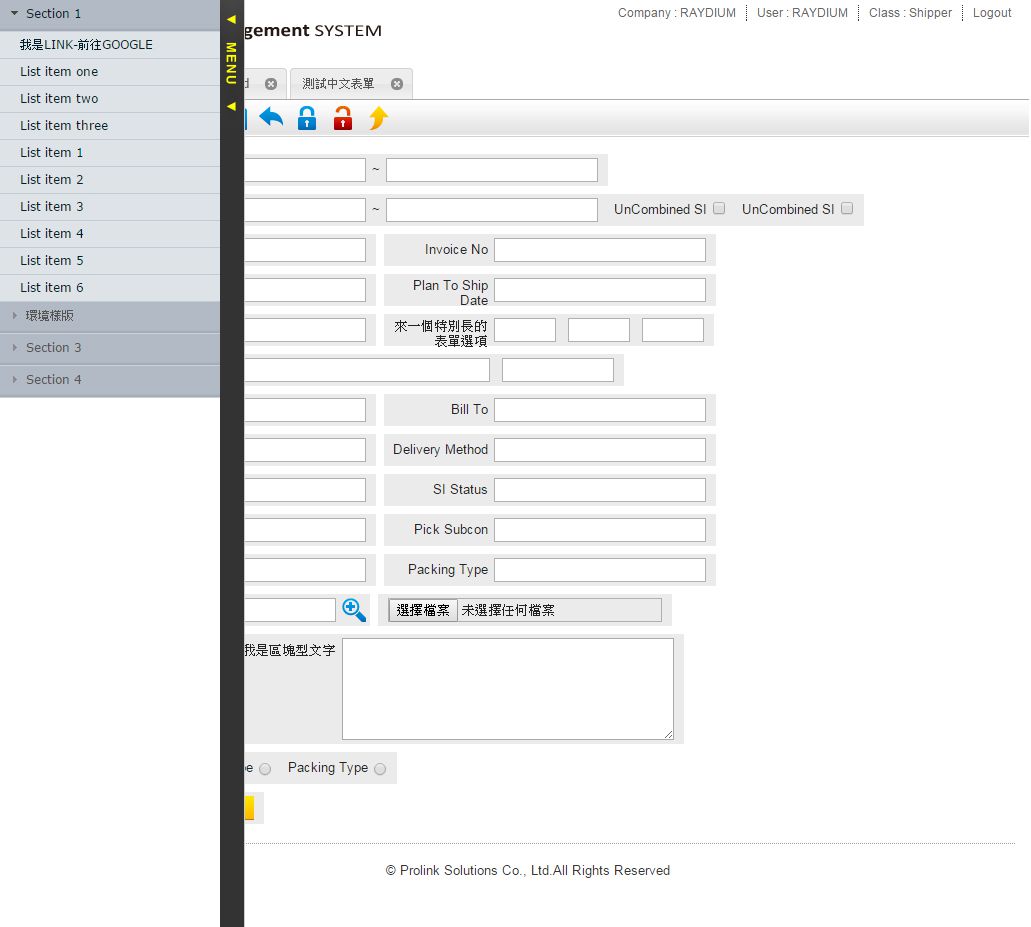 Company : RAYDIUM User : RAYDIUM Class : Shipper Logout
gement SYSTEM
測試中文表單
Section 1
我是LINK-前往GOOGLE
List item one
List item two
List item three
List item 1
List item 2
List item 3
List item 4
List item 5
List item 6
環境樣版
Section 3
Section 4
MENU
~
~ UnCombined SI UnCombined SI
Invoice No
Plan To Ship
Date
來一個特別長的
表單選項
Bill To
Delivery Method
SI Status
Pick Subcon
Packing Type
選擇檔案 未選擇任何檔案
我是區塊型文字
Packing Type
© Prolink Solutions Co., Ltd.All Rights Reserved